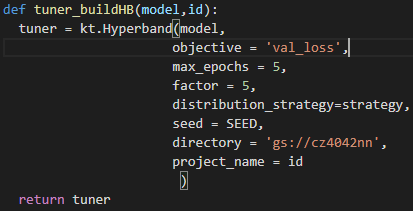 def tuner_buildHB(model,id):
  tuner = kt.Hyperband(model,
                       objective = 'val_loss',
                       max_epochs = 5,
                       factor = 5,
                       distribution_strategy=strategy,
                       seed = SEED,
                       directory = 'gs://cz4042nn',
                       project_name = id
                        )
  return tuner